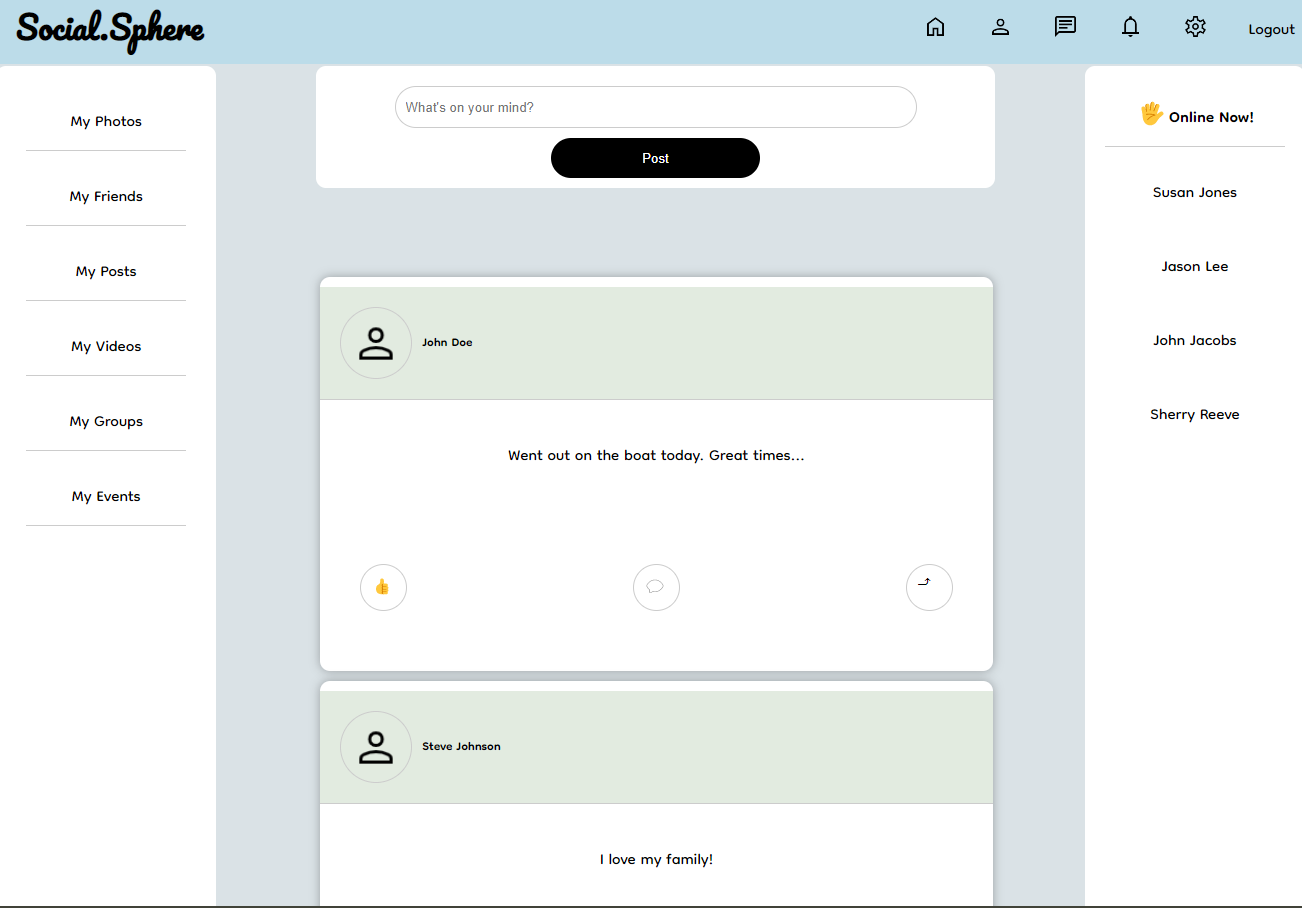 Social.Sphere
Logout
My Photos
My Friends
My Posts
My Videos
My Groups
My Events
What's on your mind?
Post
John Doe
Went out on the boat today. Great times...
Steve Johnson
I love my family!
Online Now!
Susan Jones
Jason Lee
John Jacobs
Sherry Reeve